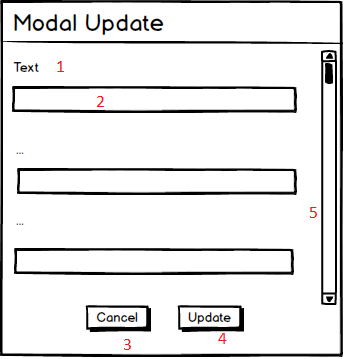 Modal Update
Text 1
2
...
5
...
Cancel Update
3 4